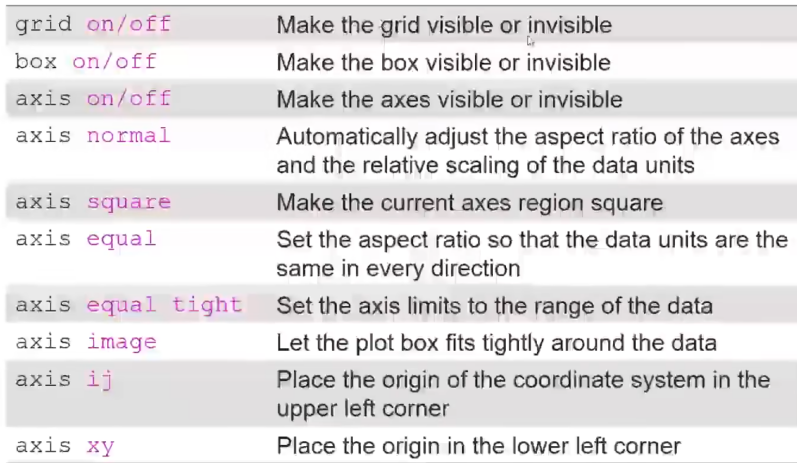 grid on/off Make the grid visible or invisible
box on/off Make the box visible or invisible
axis on/off Make the axes visible or invisible
axis normal Automatically adjust the aspect ratio of the axes
and the relative scaling of the data units
axis square Make the current axes region square
axis equal Set the aspect ratio so that the data units are the
same in every direction
axis equal tight Set the axis limits to the range of the data
axis image Let the plot box fits tightly around the data
axis ij Place the origin of the coordinate system in the
upper left corner
axis xy Place the origin in the lower left corner